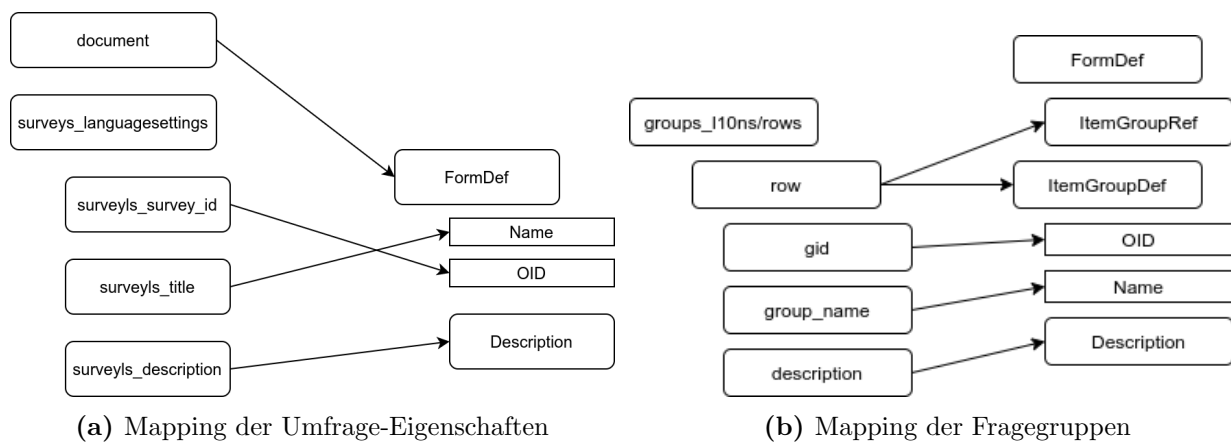 document
surveys_languagesettings
surveyls_survey_id
surveyls_title
surveyls_description
FormDef
Name
OID
Description
(a) Mapping der Umfrage-Eigenschaften
groups_l10ns/rows
row
gid
group_name
description
FormDef
ItemGroupRef
ItemGroupDef
OID
Name
Description
(b) Mapping der Fragegruppen